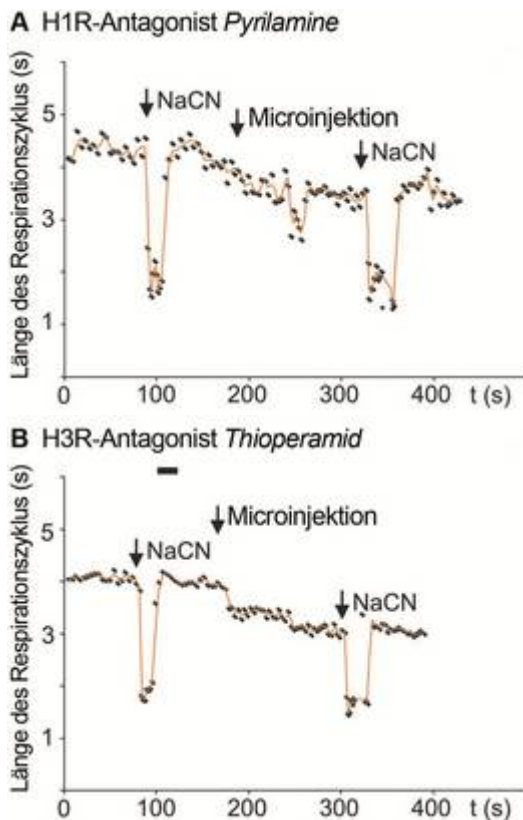 A H1R-Antagonist Pyrilamine
Länge des Respirationszyklus (s)
5
3
1
NaCN
Microinjektion
NaCN
0 100 200 300 400 t (s)
B H3R-Antagonist Thioperamid
Länge des Respirationszyklus (s)
5
3
1
Microinjektion
NaCN
NaCN
0 100 200 300 400 t (s)